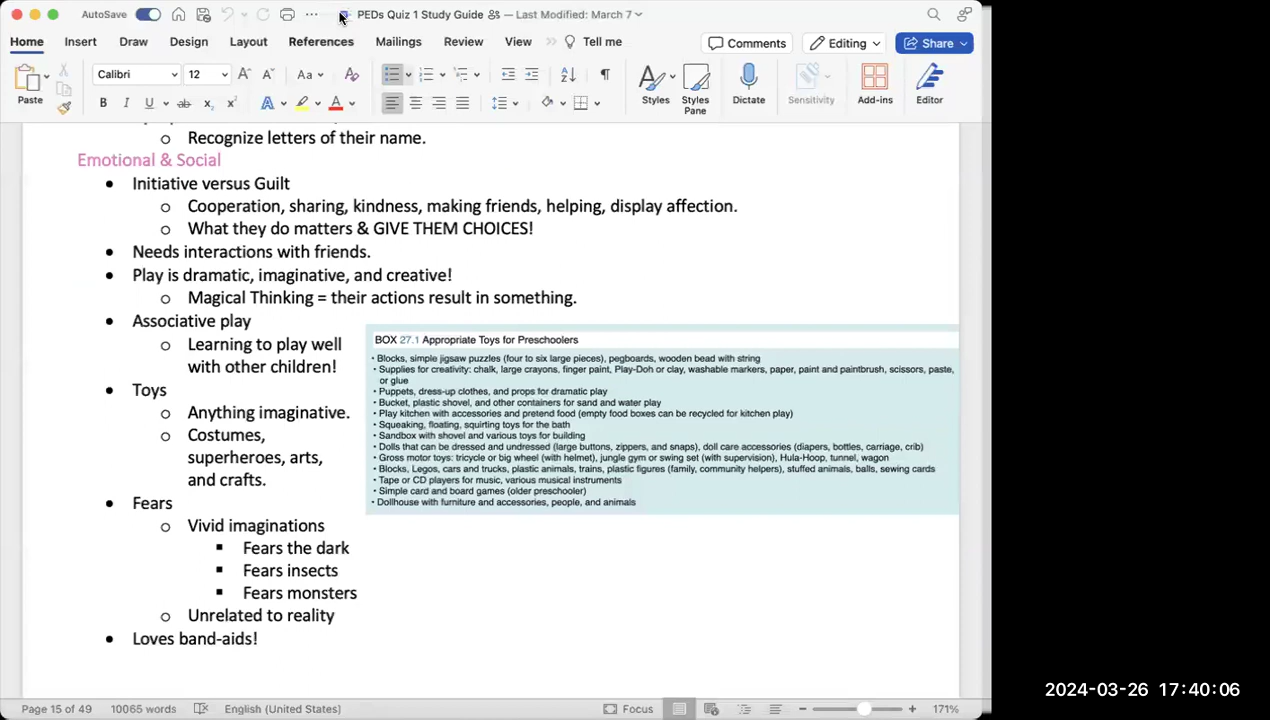 AutoSave
PEDs Quiz 1 Study Guide — Last Modified: March 7
Home Insert Draw Design Layout References Mailings Review View Tell me Comments Editing Share
Paste Calibri 12 Styles Styles Pane Dictate Sensitivity Add-ins Editor
Recognize letters of their name.
Emotional & Social
Initiative versus Guilt
Cooperation, sharing, kindness, making friends, helping, display affection.
What they do matters & GIVE THEM CHOICES!
Needs interactions with friends.
Play is dramatic, imaginative, and creative!
Magical Thinking = their actions result in something.
Associative play
Learning to play well
with other children!
Toys
Anything imaginative.
Costumes,
superheroes, arts,
and crafts.
Fears
Vivid imaginations
Fears the dark
Fears insects
Fears monsters
Unrelated to reality
Loves band-aids!
BOX 27.1 Appropriate Toys for Preschoolers
• Blocks, simple jigsaw puzzles (four to six large pieces), pegboards, wooden bead with string
• Supplies for creativity: chalk, large crayons, finger paint, Play-Doh or clay, washable markers, paper, paint and paintbrush, scissors, paste,
or glue
• Puppets, dress-up clothes, and props for dramatic play
• Bucket, plastic shovel, and other containers for sand and water play
• Play kitchen with accessories and pretend food (empty food boxes can be recycled for kitchen play)
• Squeaking, floating, squirting toys for the bath
• Sandbox with shovel and various toys for building
• Dolls that can be dressed and undressed (large buttons, zippers, and snaps), doll care accessories (diapers, bottles, carriage, crib)
• Gross motor toys: tricycle or big wheel (with helmet), jungle gym or swing set (with supervision), Hula-Hoop, tunnel, wagon
• Blocks, Legos, cars and trucks, plastic animals, trains, plastic figures (family, community helpers), stuffed animals, balls, sewing cards
• Tape or CD players for music, various musical instruments
• Simple card and board games (older preschooler)
• Dollhouse with furniture and accessories, people, and animals
Page 15 of 49 10065 words English (United States) Focus 171%
2024-03-26 17:40:06